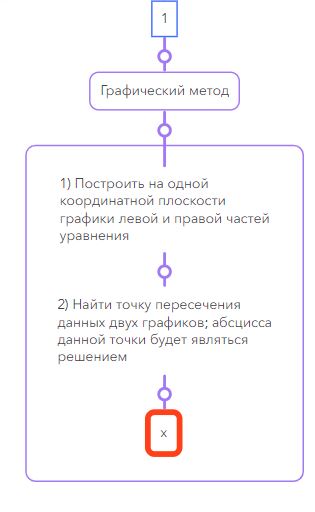 1
Графический метод
1) Построить на одной
координатной плоскости
графики левой и правой частей
уравнения
2) Найти точку пересечения
данных двух графиков; абсцисса
данной точки будет являться
решением
x